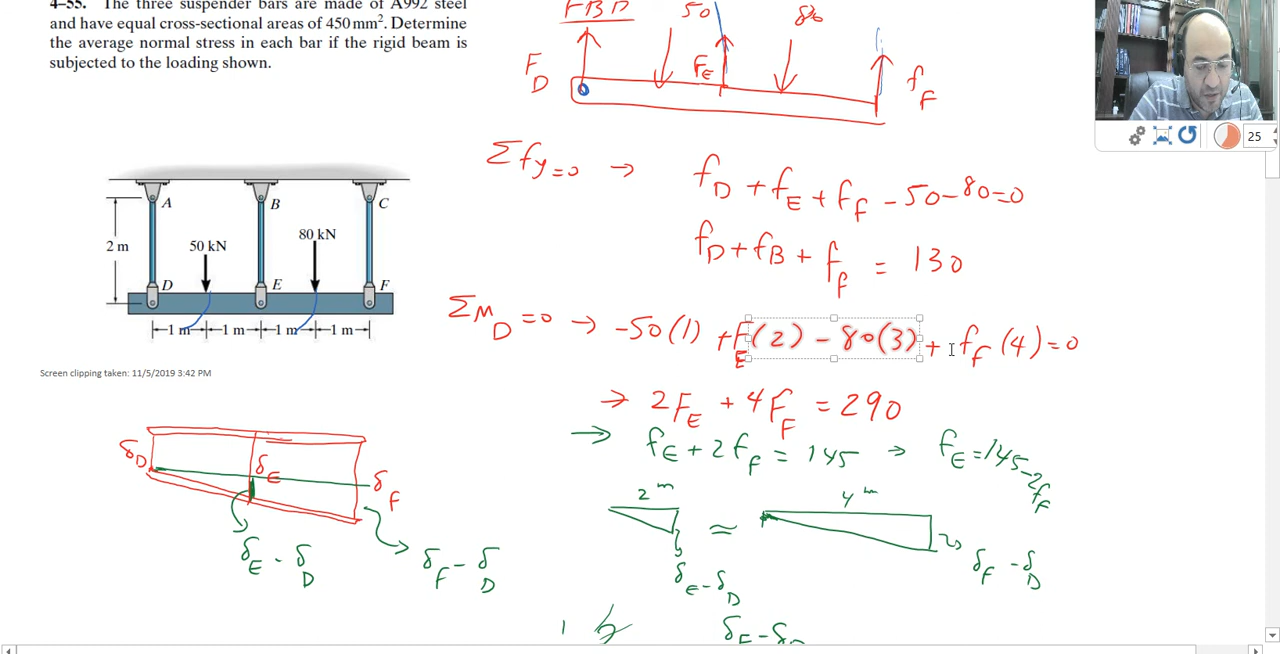 4–55. The three suspender bars are made of A992 steel
and have equal cross-sectional areas of 450 mm². Determine
the average normal stress in each bar if the rigid beam is
subjected to the loading shown.
FBD
50
80
F_D
F_E
f_F
25
Σfy=0 → f_D + f_E + f_F - 50 - 80 = 0
f_D + f_B + f_F = 130
ΣM_D = 0 → -50(1) + F_E(2) - 80(3) + f_F(4) = 0
→ 2F_E + 4F_F = 290
→ f_E + 2f_F = 145 → f_E = 145 - 2f_F
A
B
C
2 m
50 kN
80 kN
D
E
F
1 m
1 m
1 m
1 m
Screen clipping taken: 11/5/2019 3:42 PM
δ_D
δ_E
δ_F
δ_E - δ_D
δ_F - δ_D
2 m
≈
4 m
δ_E - δ_D
δ_F - δ_D
δ_E - δ_D